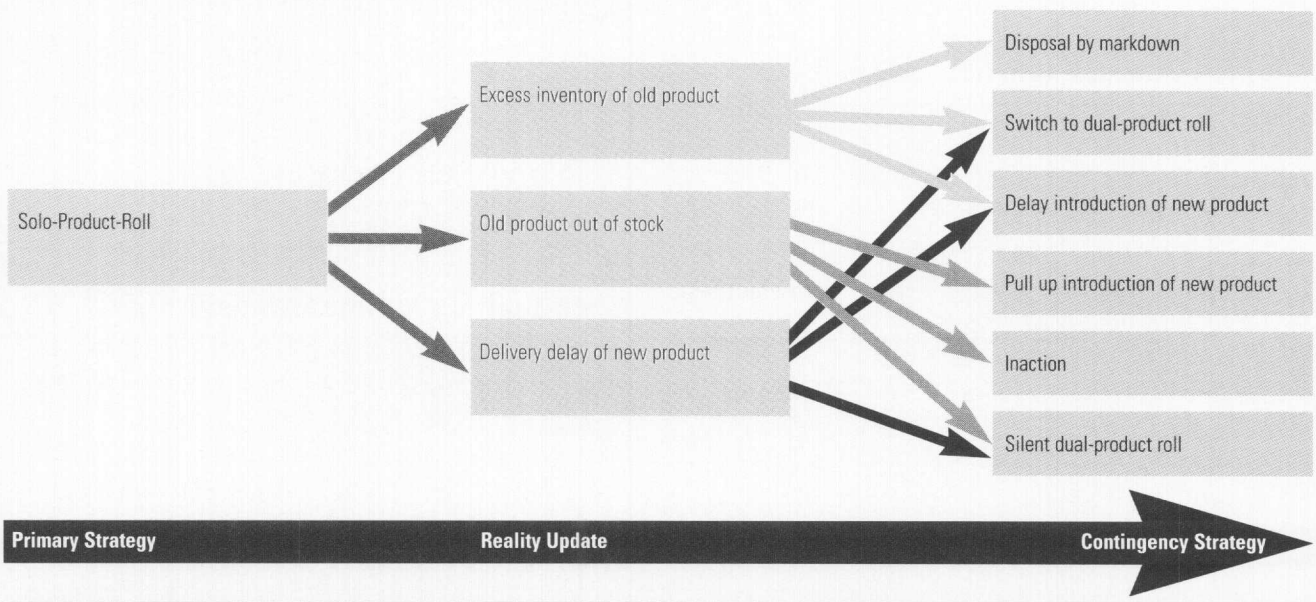 Solo-Product-Roll
Excess inventory of old product
Old product out of stock
Delivery delay of new product
Disposal by markdown
Switch to dual-product roll
Delay introduction of new product
Pull up introduction of new product
Inaction
Silent dual-product roll
Primary Strategy
Reality Update
Contingency Strategy